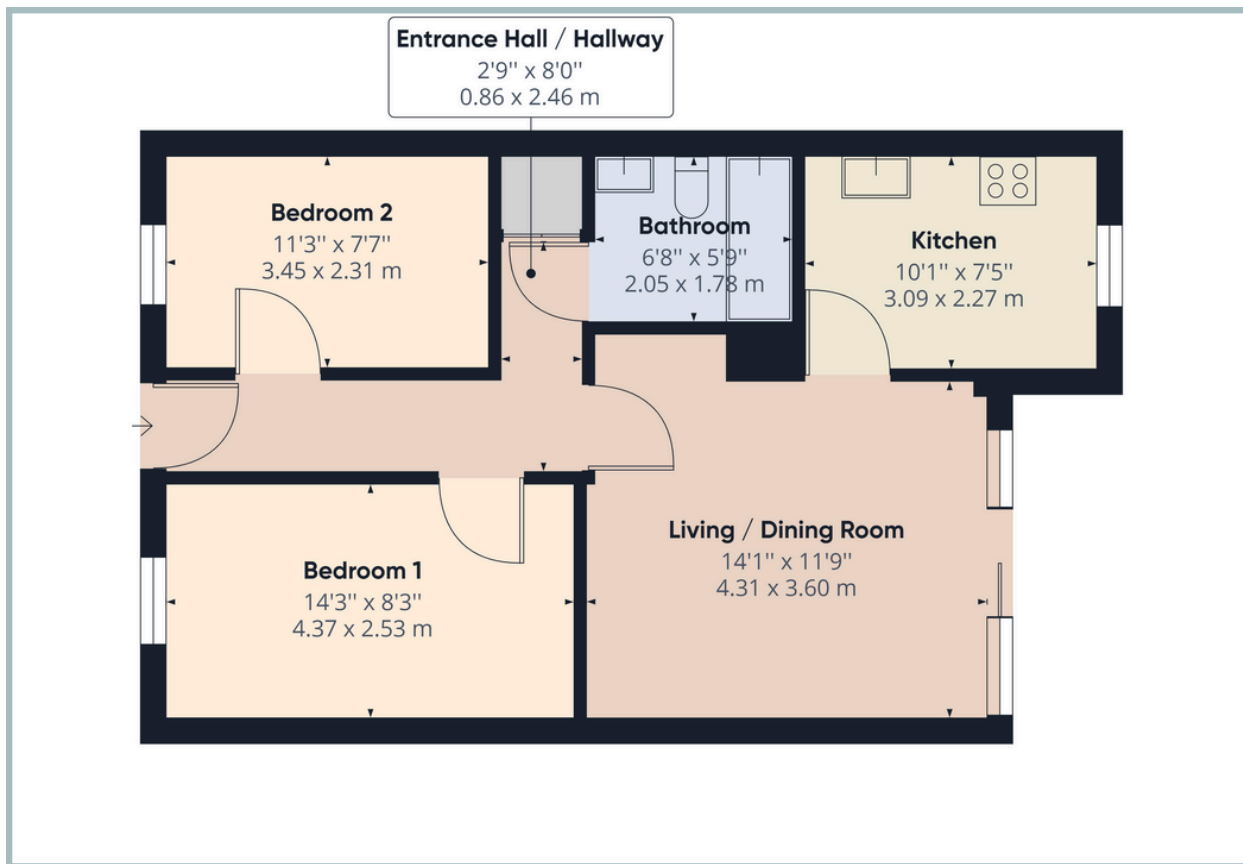 Entrance Hall / Hallway
2'9" x 8'0"
0.86 x 2.46 m
Bedroom 2
11'3" x 7'7"
3.45 x 2.31 m
Bathroom
6'8" x 5'9"
2.05 x 1.78 m
Kitchen
10'1" x 7'5"
3.09 x 2.27 m
Bedroom 1
14'3" x 8'3"
4.37 x 2.53 m
Living / Dining Room
14'1" x 11'9"
4.31 x 3.60 m